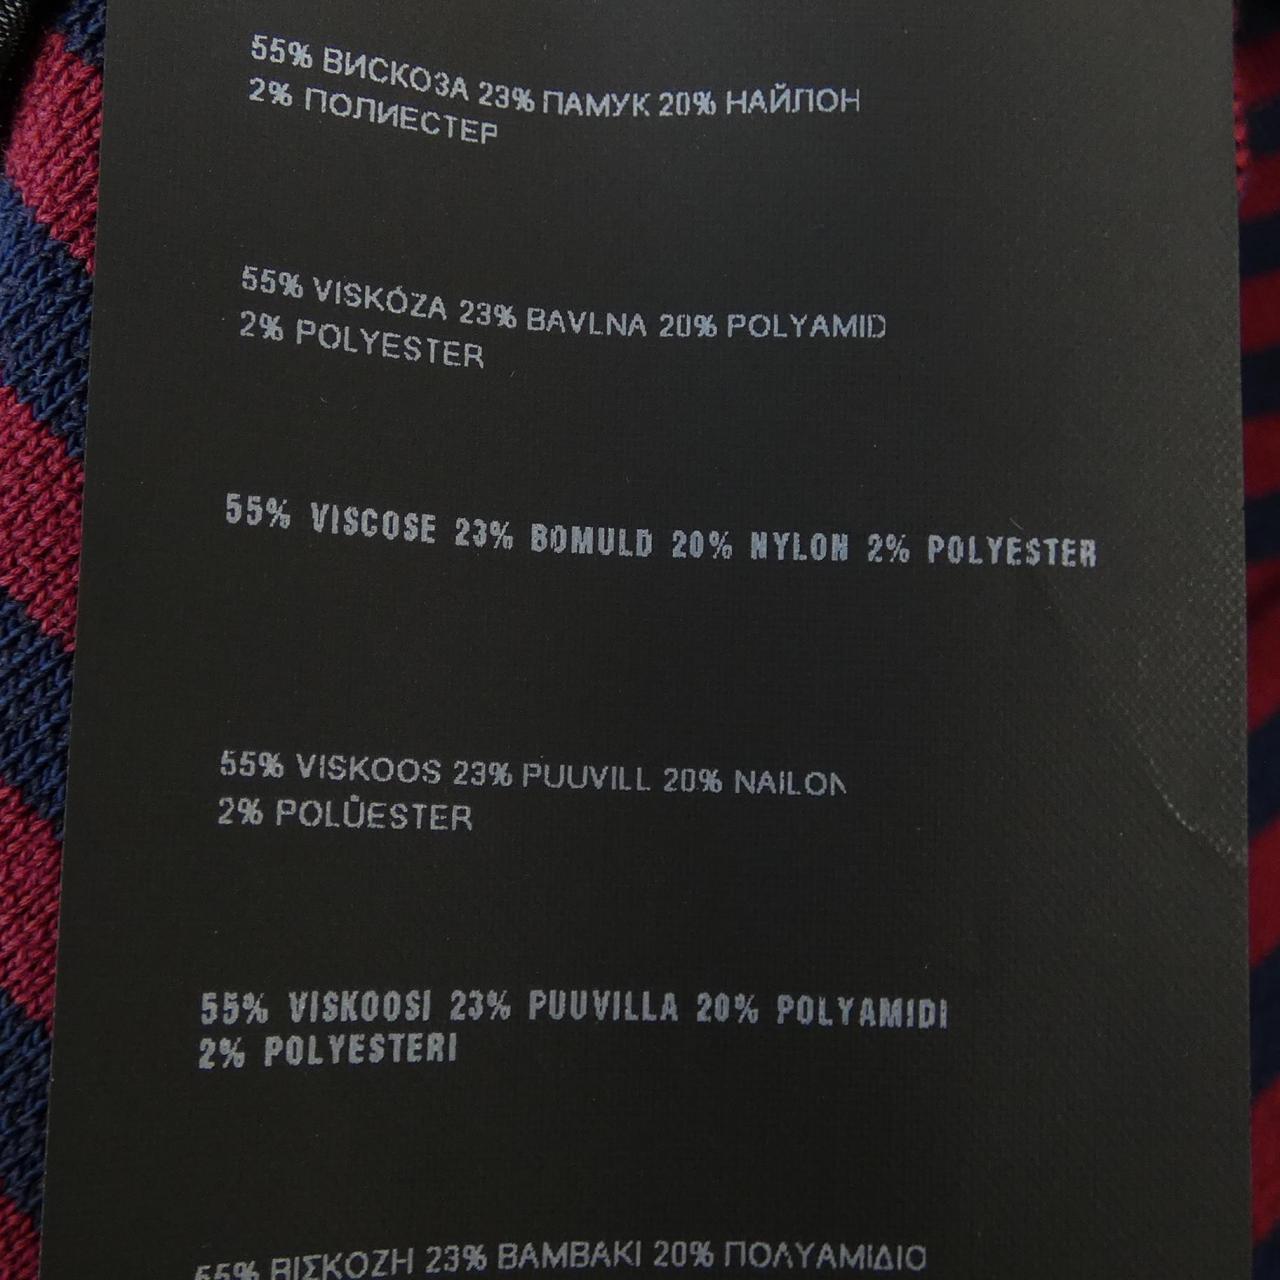 55% ВИСКОЗА 23% ПАМУК 20% НАЙЛОН
2% ПОЛИЕСТЕР
55% VISKÓZA 23% BAVLNA 20% POLYAMID
2% POLYESTER
55% VISCOSE 23% BOMULD 20% NYLON 2% POLYESTER
55% VISKOOS 23% PUUVILL 20% NAILON
2% POLÜESTER
55% VISKOOSI 23% PUUVILLA 20% POLYAMIDI
2% POLYESTERI
55% ΒΙΣΚΟΖΗ 23% ΒΑΜΒΑΚΙ 20% ΠΟΛΥΑΜΙΔΙΟ